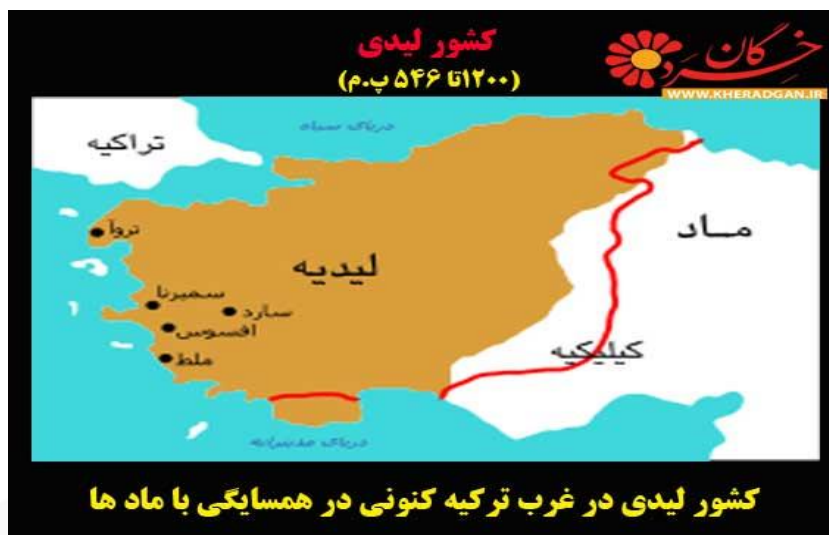 کشور لیدی
(۱۲۰۰تا ۵۴۶ پ.م)
خردگان
WWW.KHERADGAN.IR
دریای سیاه
تراکیه
ماد
تروآ
لیدیه
سمیرنا
سارد
افسوس
ملط
کیلیکیه
دریای مدیترانه
کشور لیدی در غرب ترکیه کنونی در همسایگی با ماد ها